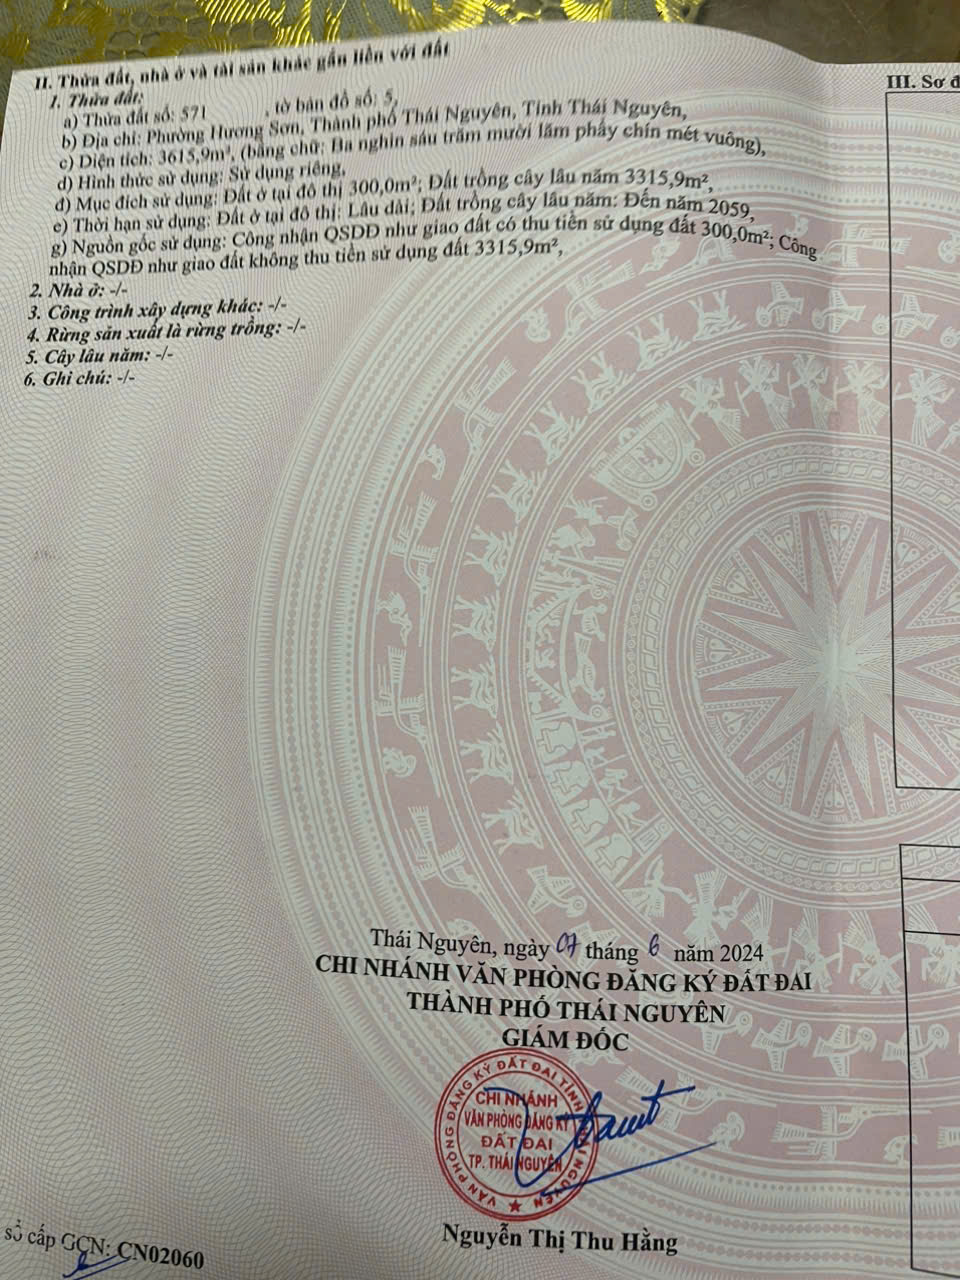 II. Thửa đất, nhà ở và tài sản khác gắn liền với đất
1. Thửa đất:
a) Thửa đất số: 571 , tờ bản đồ số: 5,
b) Địa chỉ: Phường Hương Sơn, Thành phố Thái Nguyên, Tỉnh Thái Nguyên,
c) Diện tích: 3615,9m², (bằng chữ: Ba nghìn sáu trăm mười lăm phẩy chín mét vuông),
d) Hình thức sử dụng: Sử dụng riêng,
đ) Mục đích sử dụng: Đất ở tại đô thị 300,0m²; Đất trồng cây lâu năm 3315,9m²,
e) Thời hạn sử dụng: Đất ở tại đô thị: Lâu dài; Đất trồng cây lâu năm: Đến năm 2059,
g) Nguồn gốc sử dụng: Công nhận QSDĐ như giao đất có thu tiền sử dụng đất 300,0m²; Công
nhận QSDĐ như giao đất không thu tiền sử dụng đất 3315,9m²,
2. Nhà ở: -/-
3. Công trình xây dựng khác: -/-
4. Rừng sản xuất là rừng trồng: -/-
5. Cây lâu năm: -/-
6. Ghi chú: -/-
III. Sơ đ
Thái Nguyên, ngày 07 tháng 6 năm 2024
CHI NHÁNH VĂN PHÒNG ĐĂNG KÝ ĐẤT ĐAI
THÀNH PHỐ THÁI NGUYÊN
GIÁM ĐỐC
VĂN PHÒNG ĐĂNG KÝ ĐẤT ĐAI TỈNH THÁI NGUYÊN
CHI NHÁNH
VĂN PHÒNG ĐĂNG KÝ
ĐẤT ĐAI
TP. THÁI NGUYÊN
Nguyễn Thị Thu Hằng
sổ cấp GCN: CN02060